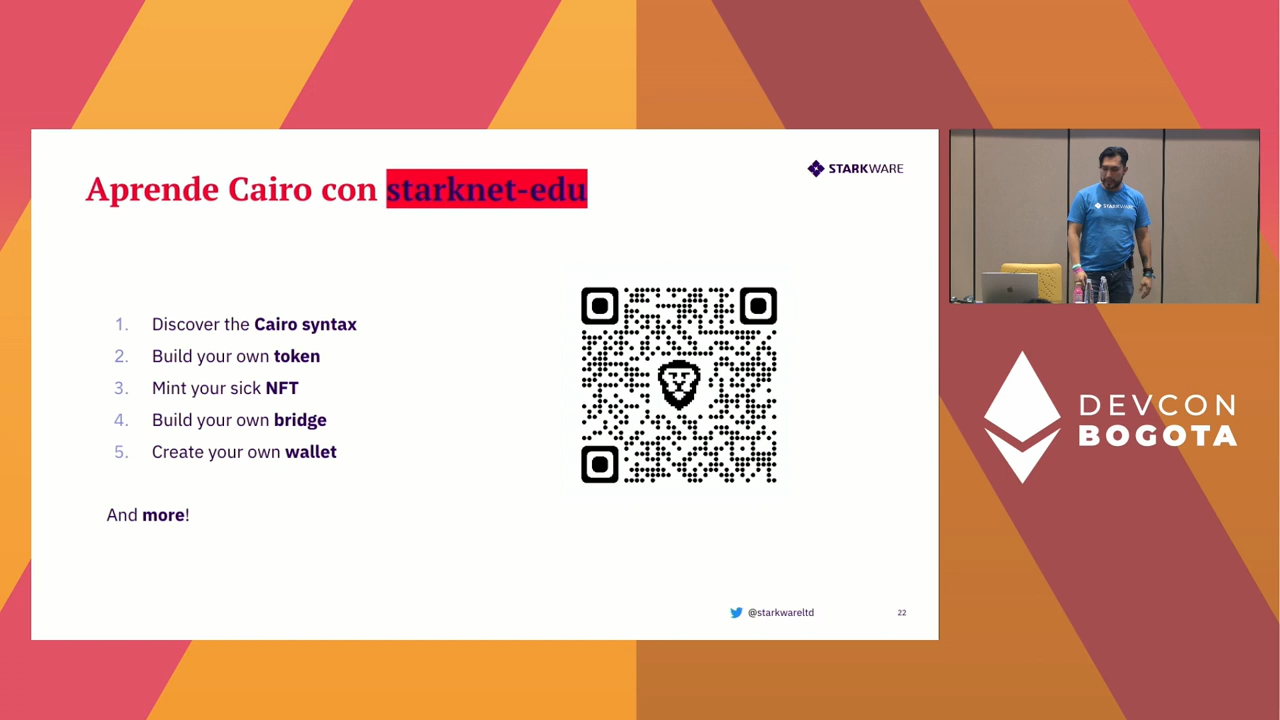 Aprende Cairo con starknet-edu
STARKWARE
1. Discover the Cairo syntax
2. Build your own token
3. Mint your sick NFT
4. Build your own bridge
5. Create your own wallet
And more!
@starkwareltd
22
STARKWARE
DEVCON
BOGOTA